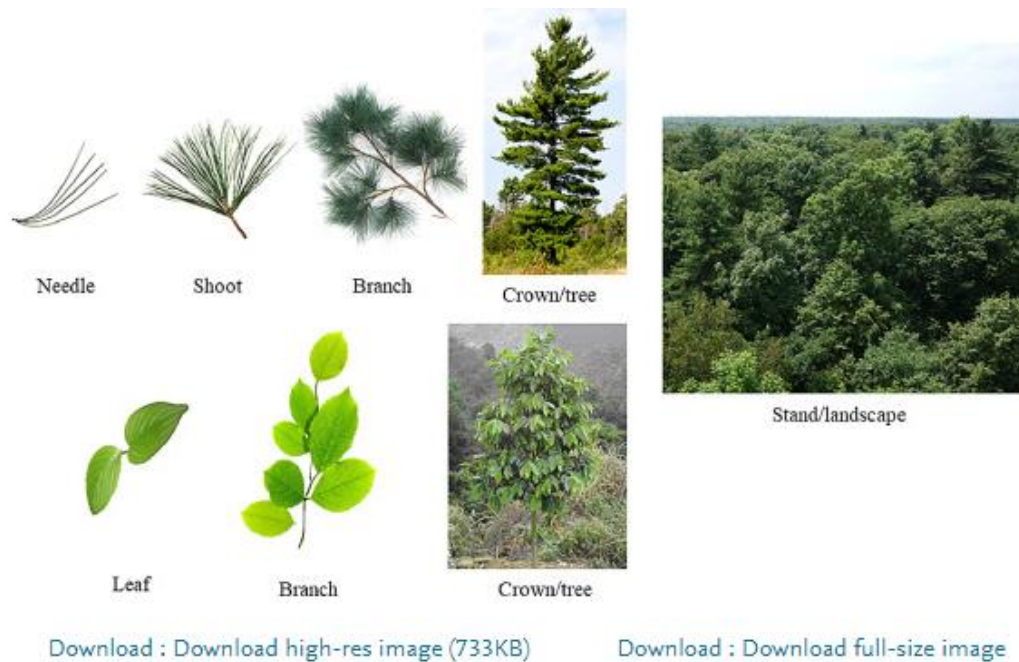 Needle
Shoot
Branch
Crown/tree
Stand/landscape
Leaf
Branch
Crown/tree
Download : Download high-res image (733KB)
Download : Download full-size image